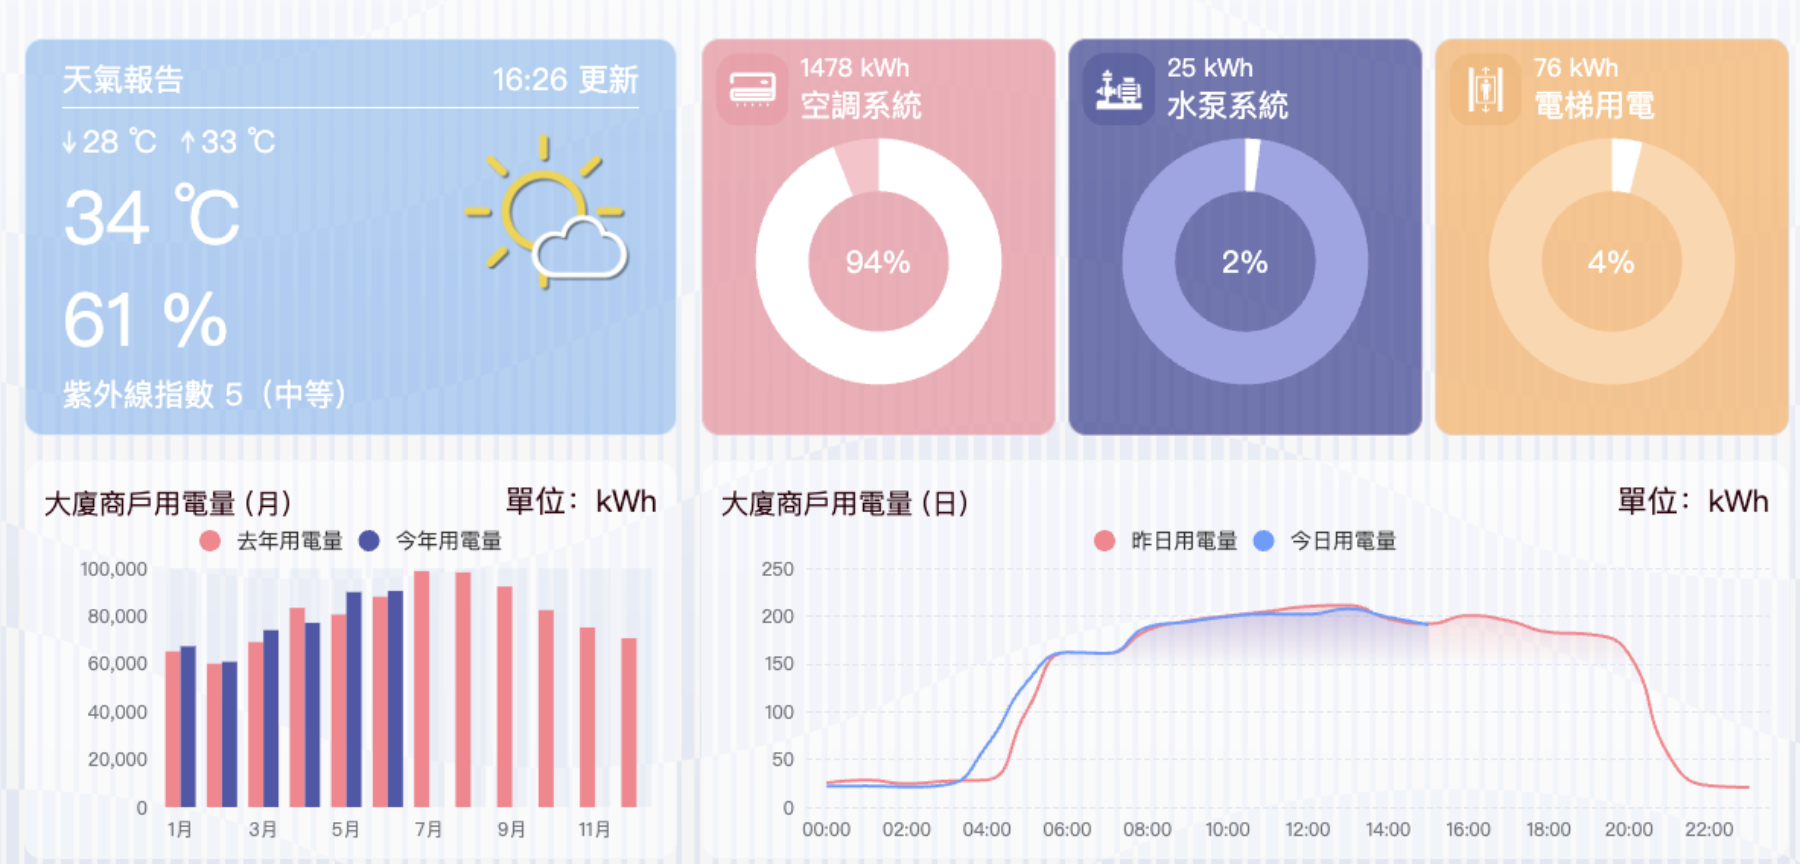 天氣報告 16:26 更新
↓28 ℃ ↑33 ℃
34 ℃
61 %
紫外線指數 5（中等）
1478 kWh
空調系統
94%
25 kWh
水泵系統
2%
76 kWh
電梯用電
4%
大廈商戶用電量（月） 單位：kWh
去年用電量 今年用電量
100,000
80,000
60,000
40,000
20,000
0
1月 3月 5月 7月 9月 11月
大廈商戶用電量（日） 單位：kWh
昨日用電量 今日用電量
250
200
150
100
50
0
00:00 02:00 04:00 06:00 08:00 10:00 12:00 14:00 16:00 18:00 20:00 22:00